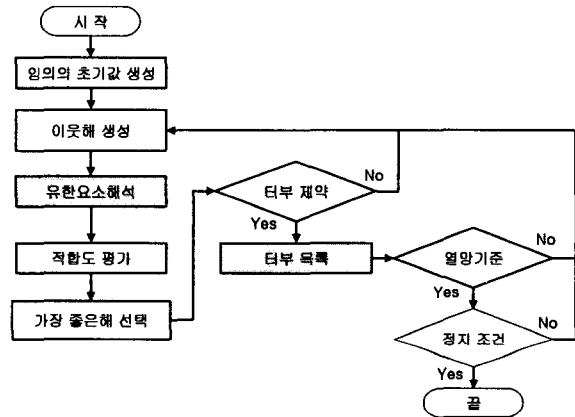 시 작
임의의 초기값 생성
이웃해 생성
유한요소해석
적합도 평가
가장 좋은해 선택
터부 제약
No
Yes
터부 목록
열망기준
No
Yes
정지 조건
No
Yes
끝